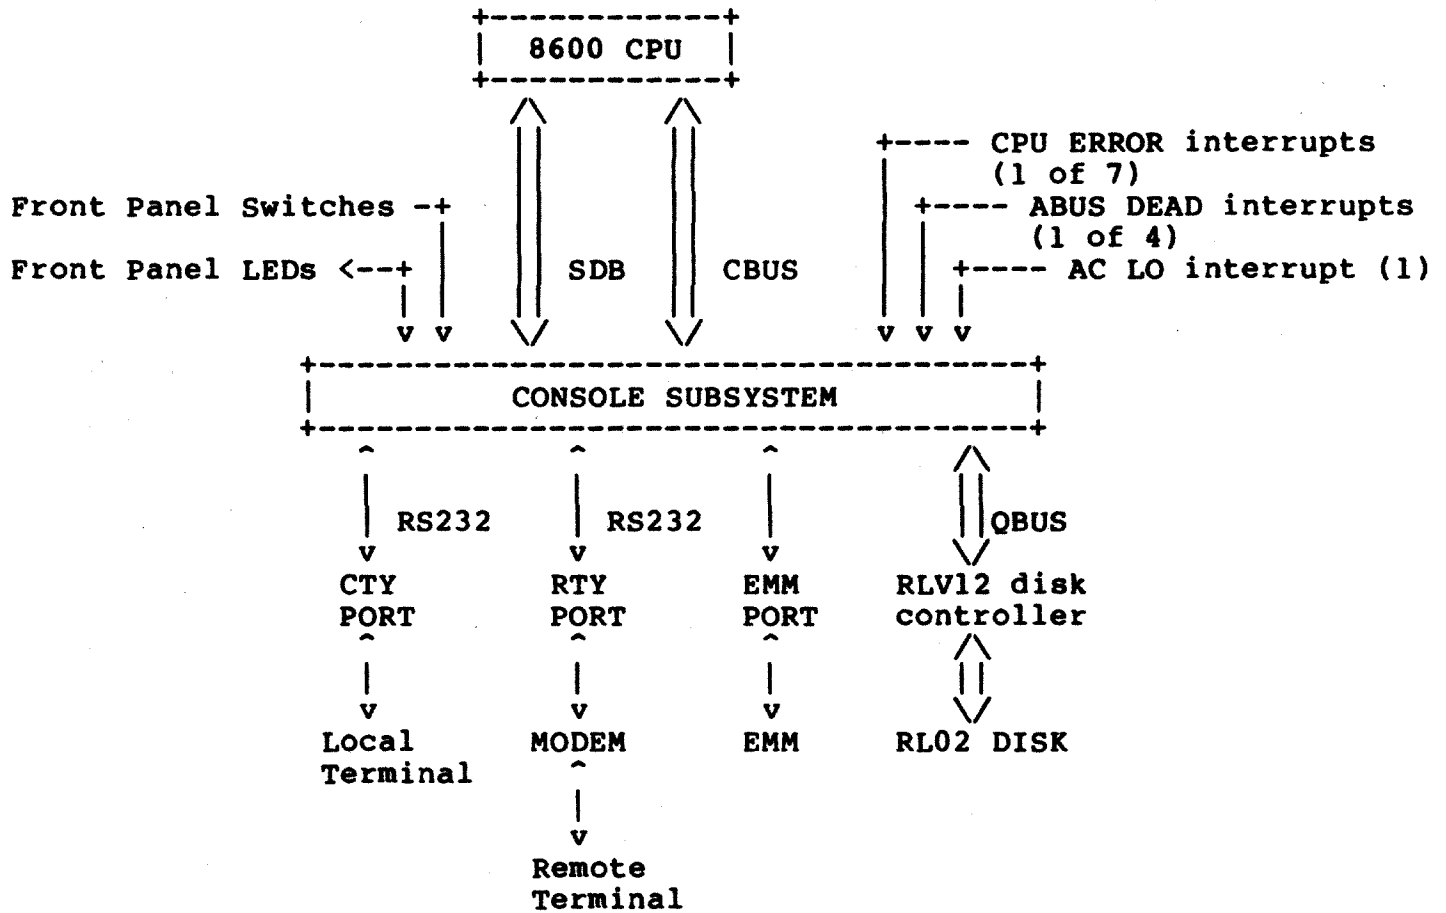 8600 CPU
CPU ERROR interrupts
(1 of 7)
Front Panel Switches
ABUS DEAD interrupts
(1 of 4)
Front Panel LEDs
SDB
CBUS
AC LO interrupt (1)
CONSOLE SUBSYSTEM
RS232
RS232
QBUS
CTY
PORT
RTY
PORT
EMM
PORT
RLV12 disk
controller
Local
Terminal
MODEM
EMM
RL02 DISK
Remote
Terminal